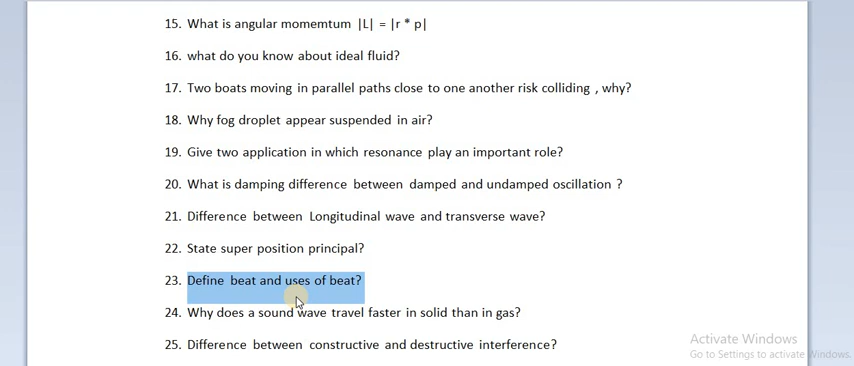 15. What is angular momemtum |L| = |r * p|
16. what do you know about ideal fluid?
17. Two boats moving in parallel paths close to one another risk colliding , why?
18. Why fog droplet appear suspended in air?
19. Give two application in which resonance play an important role?
20. What is damping difference between damped and undamped oscillation ?
21. Difference between Longitudinal wave and transverse wave?
22. State super position principal?
23. Define beat and uses of beat?
24. Why does a sound wave travel faster in solid than in gas?
Activate Windows
25. Difference between constructive and destructive interference?
Go to Settings to activate Windows.